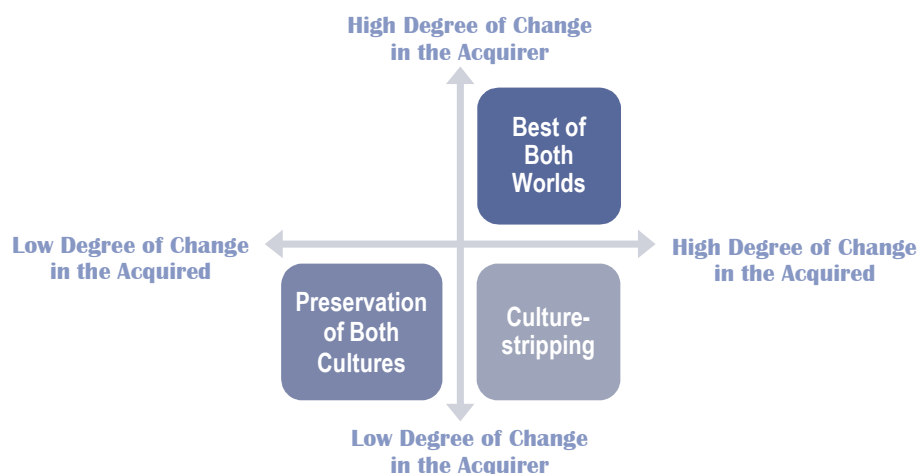 High Degree of Change
in the Acquirer
Best of
Both
Worlds
Low Degree of Change
in the Acquired
High Degree of Change
in the Acquired
Preservation
of Both
Cultures
Culture-
stripping
Low Degree of Change
in the Acquirer